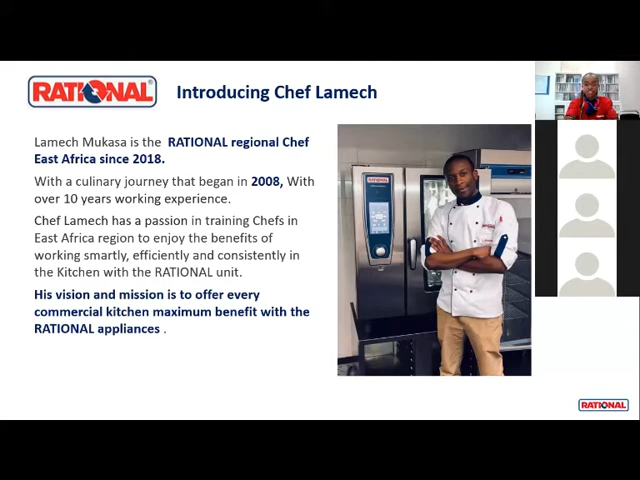 RATIONAL
Introducing Chef Lamech
Lamech Mukasa is the RATIONAL regional Chef
East Africa since 2018.
With a culinary journey that began in 2008, With
over 10 years working experience.
Chef Lamech has a passion in training Chefs in
East Africa region to enjoy the benefits of
working smartly, efficiently and consistently in
the Kitchen with the RATIONAL unit.
His vision and mission is to offer every
commercial kitchen maximum benefit with the
RATIONAL appliances .
RATIONAL
RATIONAL